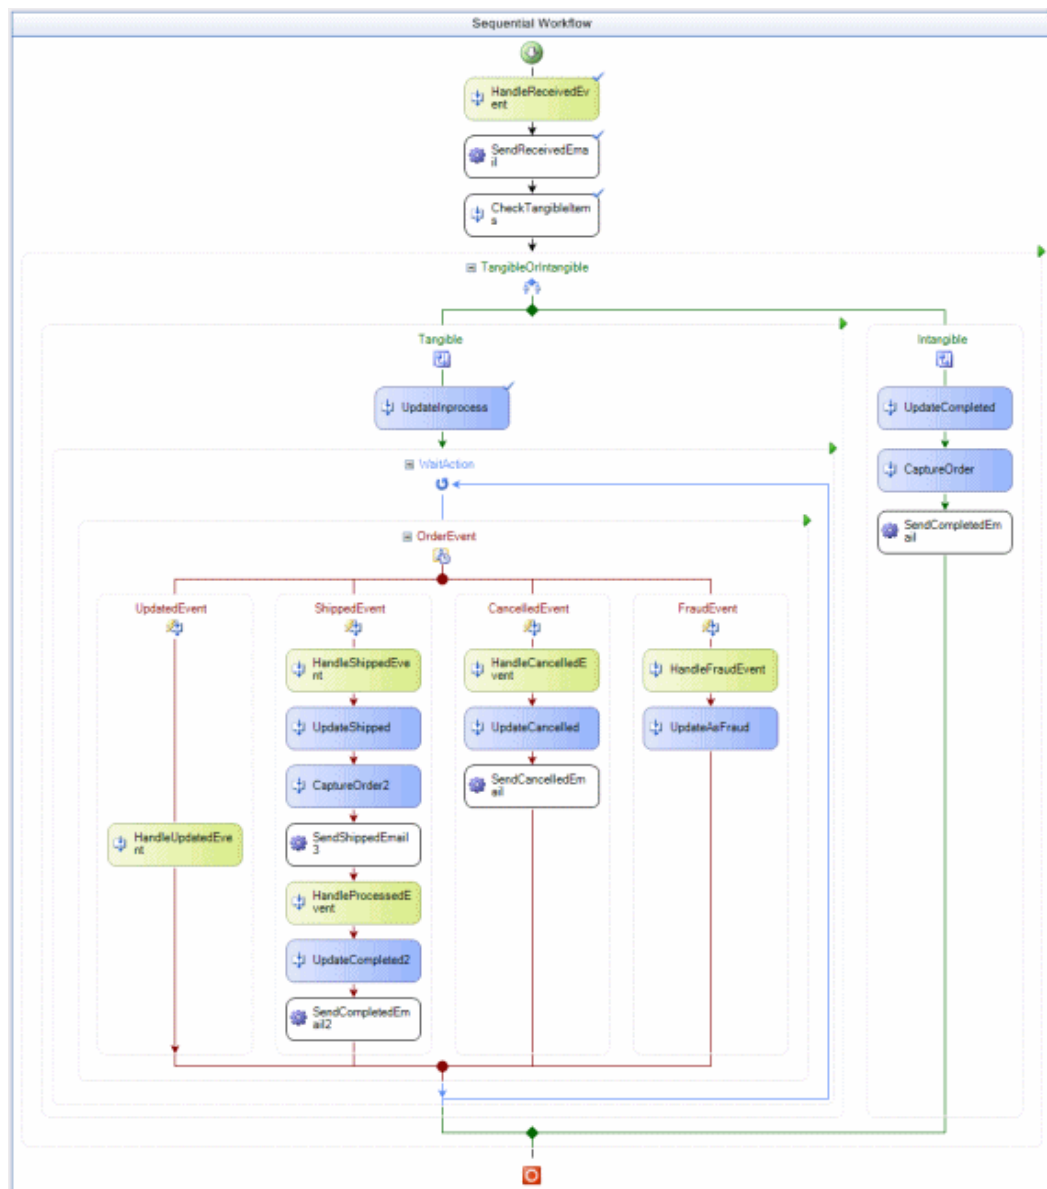 Sequential Workflow
HandleReceivedEv
ent
SendReceivedEma
il
CheckTangibleItem
s
TangibleOrIntangible
Tangible
Intangible
UpdateInprocess
UpdateCompleted
WaitAction
CaptureOrder
SendCompletedEm
ail
OrderEvent
UpdatedEvent
ShippedEvent
CancelledEvent
FraudEvent
HandleShippedEve
nt
HandleCancelledE
vent
HandleFraudEvent
UpdateShipped
UpdateCancelled
UpdateAsFraud
CaptureOrder2
SendCancelledEm
ail
HandleUpdatedEve
nt
SendShippedEmail
3
HandleProcessedE
vent
UpdateCompleted2
SendCompletedEm
ail2